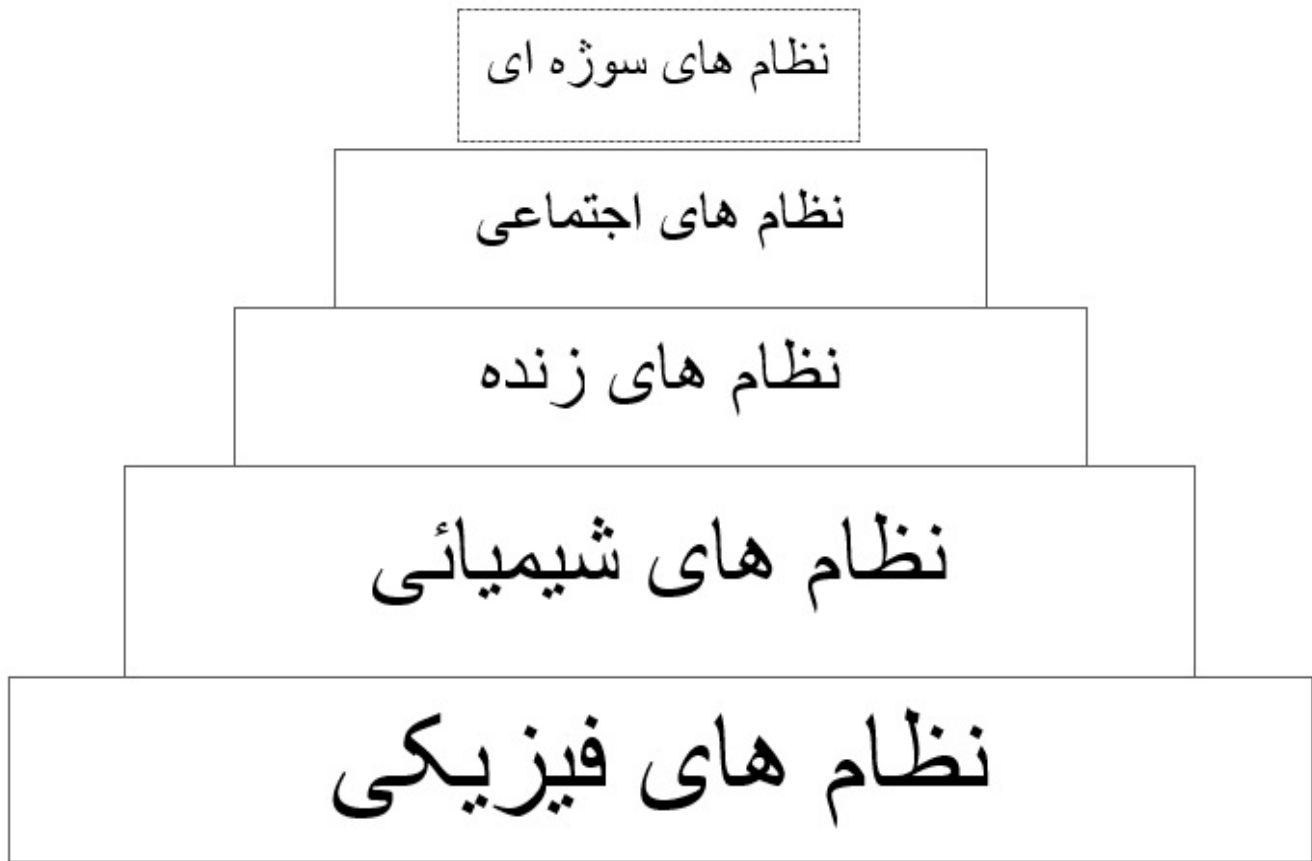 نظام های سوژه ای
نظام های اجتماعی
نظام های زنده
نظام های شیمیائی
نظام های فیزیکی